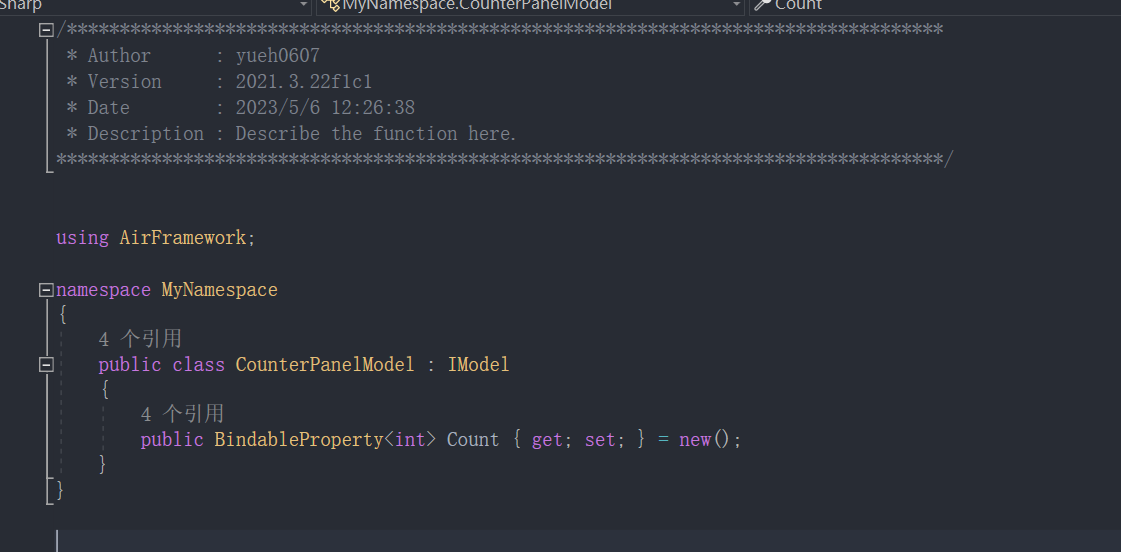 Sharp MyNamespace.CounterPanelModel Count
/***********************************************************************************
 * Author      : yueh0607
 * Version     : 2021.3.22f1c1
 * Date        : 2023/5/6 12:26:38
 * Description : Describe the function here.
************************************************************************************/
using AirFramework;
namespace MyNamespace
{
    4 个引用
    public class CounterPanelModel : IModel
    {
        4 个引用
        public BindableProperty<int> Count { get; set; } = new();
    }
}